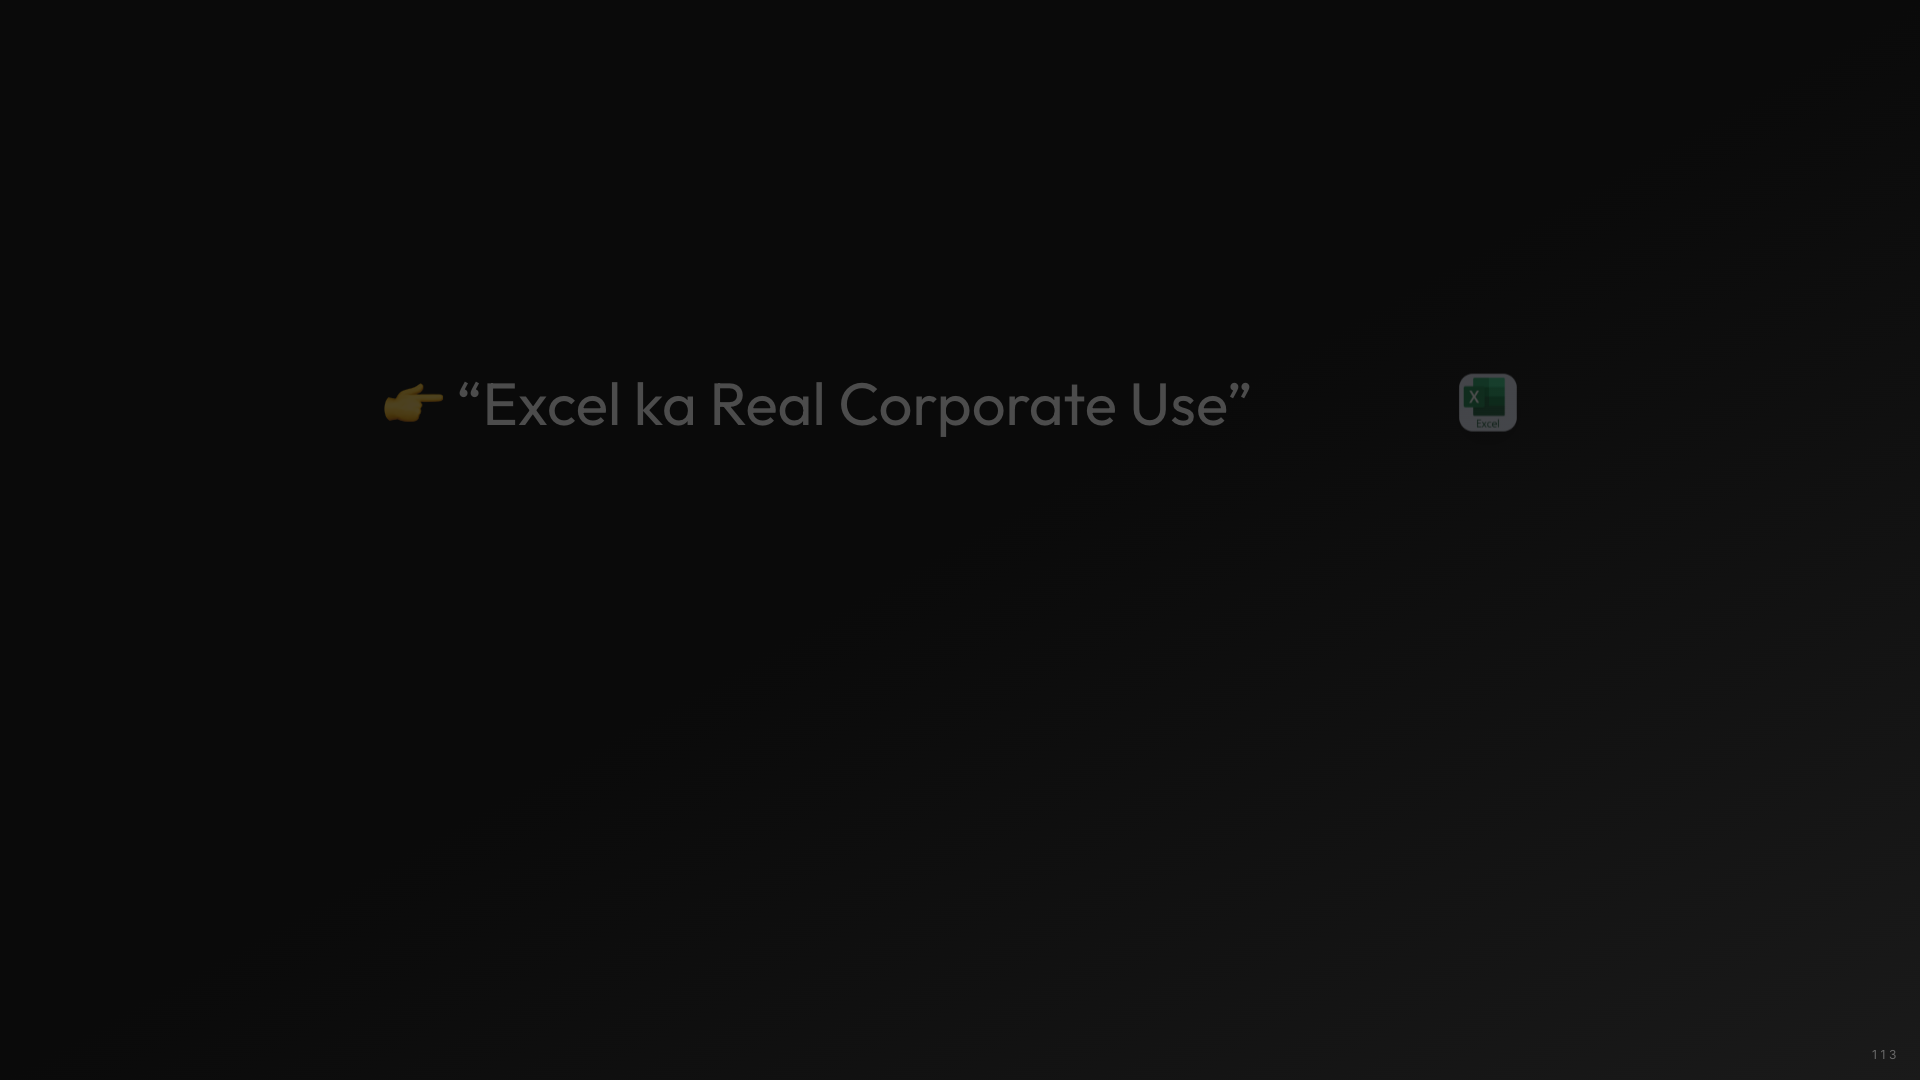 👉 “Excel ka Real Corporate Use”
X
Excel
113